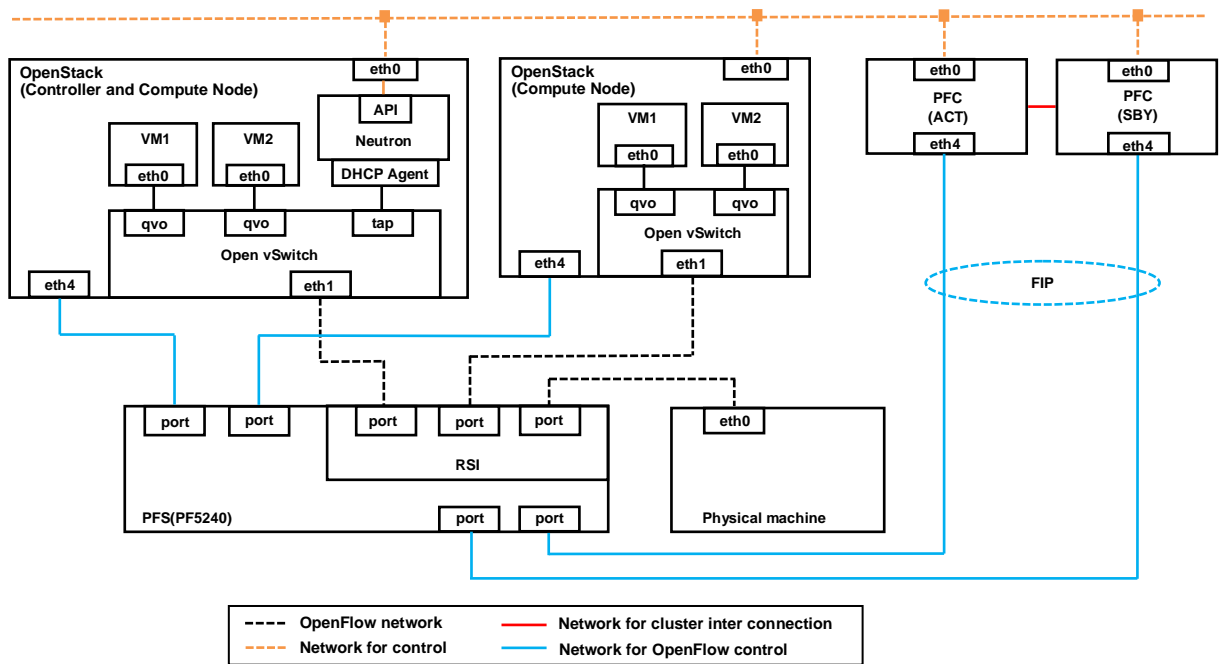 OpenStack
(Controller and Compute Node)
eth0
API
Neutron
DHCP Agent
VM1
eth0
VM2
eth0
qvo
qvo
tap
Open vSwitch
eth4
eth1
OpenStack
(Compute Node)
eth0
VM1
eth0
VM2
eth0
qvo
qvo
Open vSwitch
eth4
eth1
eth0
PFC
(ACT)
eth4
eth0
PFC
(SBY)
eth4
FIP
port
port
port
port
port
RSI
PFS(PF5240)
port
port
eth0
Physical machine
OpenFlow network
Network for cluster inter connection
Network for control
Network for OpenFlow control